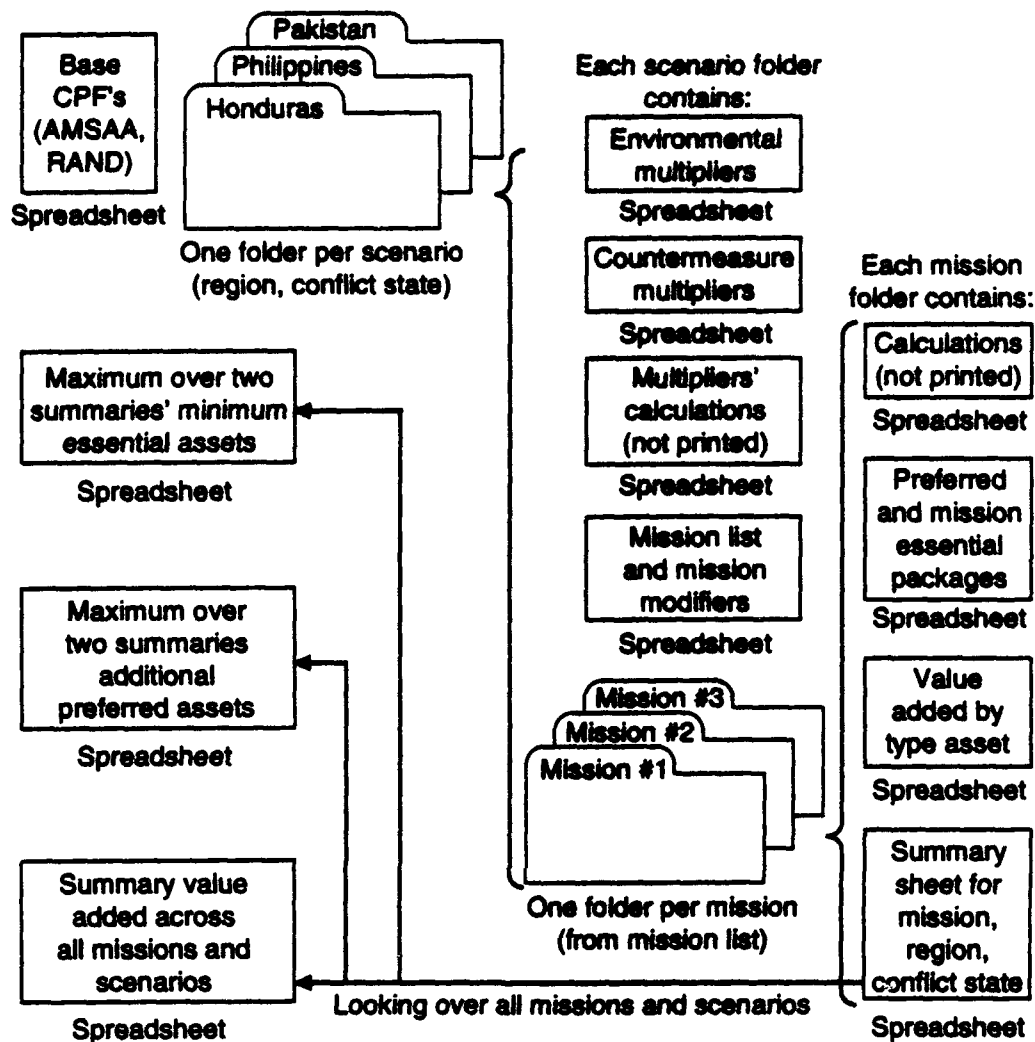 Base
CPF's
(AMSAA,
RAND)
Spreadsheet
Pakistan
Philippines
Honduras
One folder per scenario
(region, conflict state)
Each scenario folder
contains:
Environmental
multipliers
Spreadsheet
Countermeasure
multipliers
Spreadsheet
Multipliers'
calculations
(not printed)
Spreadsheet
Mission list
and mission
modifiers
Spreadsheet
Mission #3
Mission #2
Mission #1
One folder per mission
(from mission list)
Each mission
folder contains:
Calculations
(not printed)
Spreadsheet
Preferred
and mission
essential
packages
Spreadsheet
Value
added by
type asset
Spreadsheet
Summary
sheet for
mission,
region,
conflict state
Spreadsheet
Maximum over two
summaries' minimum
essential assets
Spreadsheet
Maximum over
two summaries
additional
preferred assets
Spreadsheet
Summary value
added across
all missions and
scenarios
Spreadsheet
Looking over all missions and scenarios